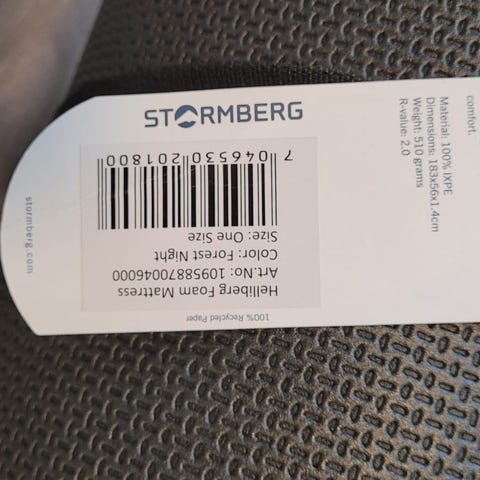 STORMBERG
Helliberg Foam Mattress
Art.No: 10958870046000
Color: Forest Night
Size: One Size
7 046530 201800
100% Recycled Paper
stormberg.com
comfort.
Material: 100% IXPE
Dimensions: 183x56x1.4cm
Weight: 510 grams
R-value: 2.0